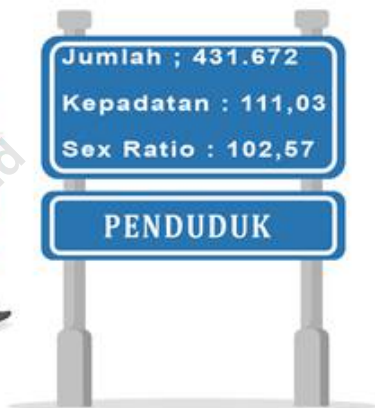 Jumlah ; 431.672
Kepadatan : 111,03
Sex Ratio : 102,57
PENDUDUK